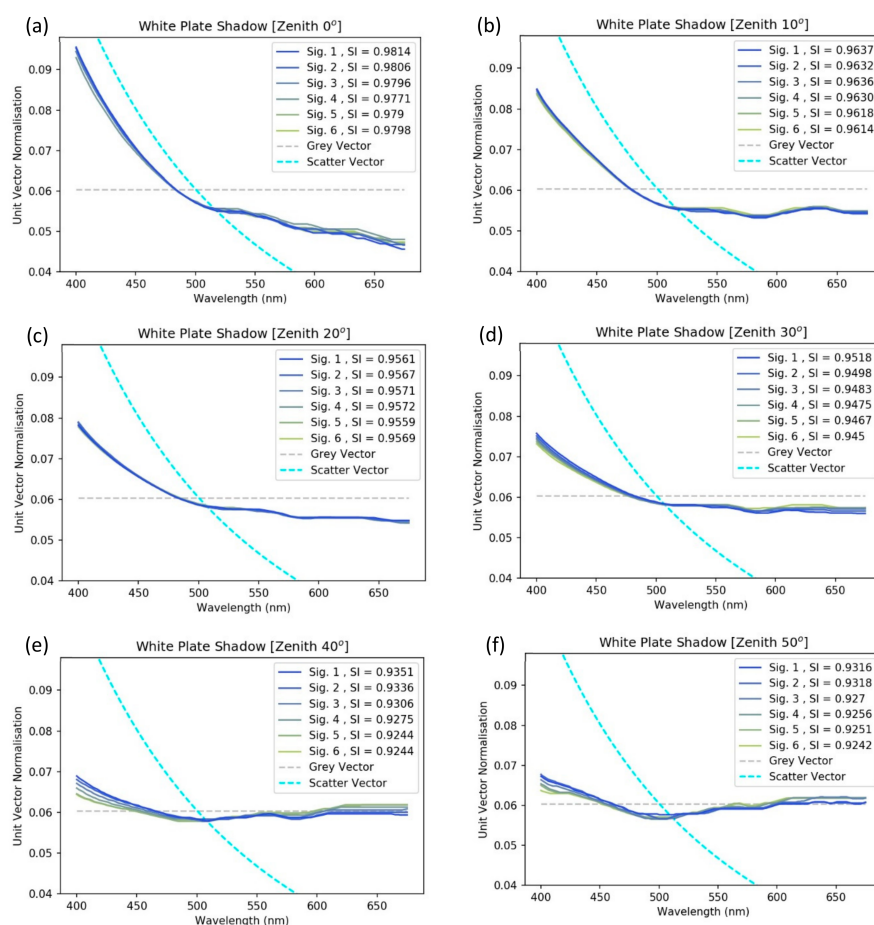 (a)
White Plate Shadow [Zenith 0°]
Unit Vector Normalisation
0.09
0.08
0.07
0.06
0.05
0.04
Sig. 1 , SI = 0.9814
Sig. 2 , SI = 0.9806
Sig. 3 , SI = 0.9796
Sig. 4 , SI = 0.9771
Sig. 5 , SI = 0.979
Sig. 6 , SI = 0.9798
Grey Vector
Scatter Vector
400 450 500 550 600 650
Wavelength (nm)
(b)
White Plate Shadow [Zenith 10°]
Unit Vector Normalisation
0.09
0.08
0.07
0.06
0.05
0.04
Sig. 1 , SI = 0.9637
Sig. 2 , SI = 0.9632
Sig. 3 , SI = 0.9636
Sig. 4 , SI = 0.9630
Sig. 5 , SI = 0.9618
Sig. 6 , SI = 0.9614
Grey Vector
Scatter Vector
400 450 500 550 600 650
Wavelength (nm)
(c)
White Plate Shadow [Zenith 20°]
Unit Vector Normalisation
0.09
0.08
0.07
0.06
0.05
0.04
Sig. 1 , SI = 0.9561
Sig. 2 , SI = 0.9567
Sig. 3 , SI = 0.9571
Sig. 4 , SI = 0.9572
Sig. 5 , SI = 0.9559
Sig. 6 , SI = 0.9569
Grey Vector
Scatter Vector
400 450 500 550 600 650
Wavelength (nm)
(d)
White Plate Shadow [Zenith 30°]
Unit Vector Normalisation
0.09
0.08
0.07
0.06
0.05
0.04
Sig. 1 , SI = 0.9518
Sig. 2 , SI = 0.9498
Sig. 3 , SI = 0.9483
Sig. 4 , SI = 0.9475
Sig. 5 , SI = 0.9467
Sig. 6 , SI = 0.945
Grey Vector
Scatter Vector
400 450 500 550 600 650
Wavelength (nm)
(e)
White Plate Shadow [Zenith 40°]
Unit Vector Normalisation
0.09
0.08
0.07
0.06
0.05
0.04
Sig. 1 , SI = 0.9351
Sig. 2 , SI = 0.9336
Sig. 3 , SI = 0.9306
Sig. 4 , SI = 0.9275
Sig. 5 , SI = 0.9244
Sig. 6 , SI = 0.9244
Grey Vector
Scatter Vector
400 450 500 550 600 650
Wavelength (nm)
(f)
White Plate Shadow [Zenith 50°]
Unit Vector Normalisation
0.09
0.08
0.07
0.06
0.05
0.04
Sig. 1 , SI = 0.9316
Sig. 2 , SI = 0.9318
Sig. 3 , SI = 0.927
Sig. 4 , SI = 0.9256
Sig. 5 , SI = 0.9251
Sig. 6 , SI = 0.9242
Grey Vector
Scatter Vector
400 450 500 550 600 650
Wavelength (nm)